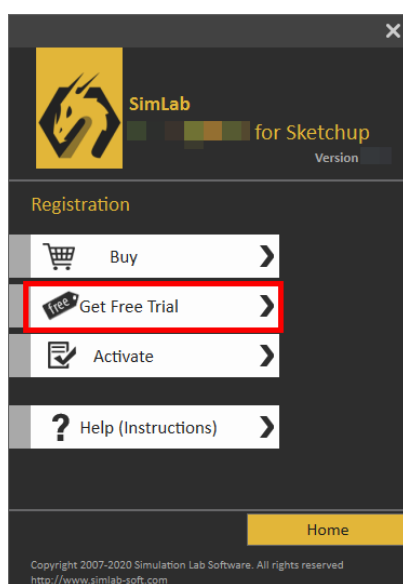 SimLab
for Sketchup
Version
Registration
Buy
free
Get Free Trial
Activate
? Help (Instructions)
Home
Copyright 2007-2020 Simulation Lab Software. All rights reserved
http://www.simlab-soft.com